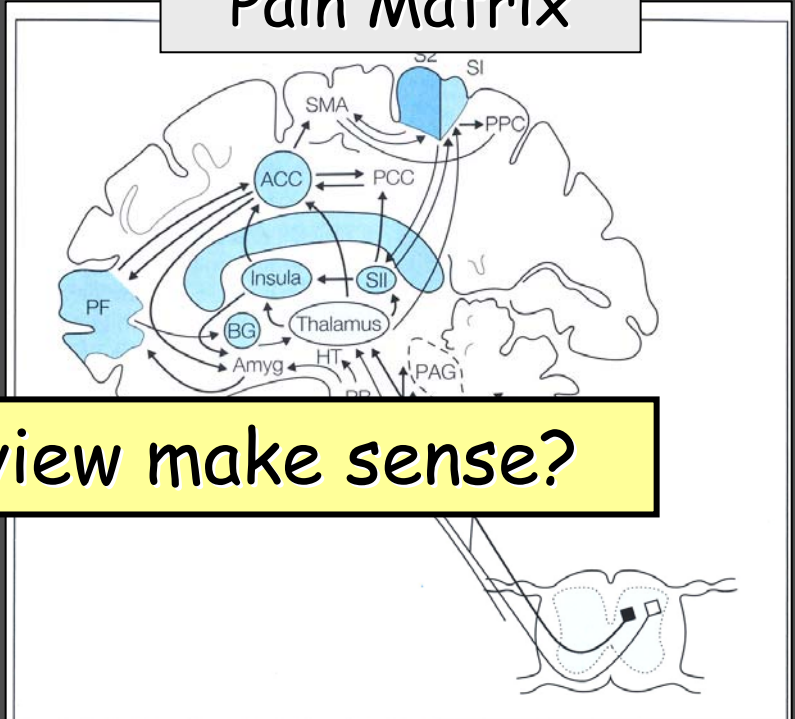 Pain Matrix
S2
SI
SMA
PPC
ACC
PCC
Insula
SII
PF
BG
Thalamus
HT
Amyg
PAG
PB
view make sense?